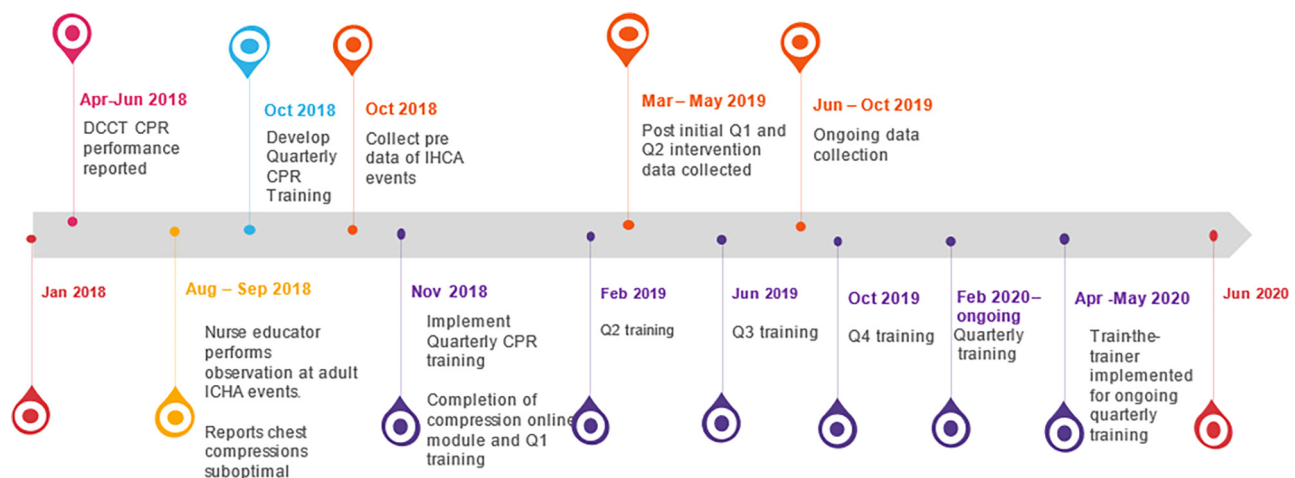 Apr-Jun 2018
DCCT CPR
performance
reported
Oct 2018
Develop
Quarterly
CPR
Training
Oct 2018
Collect pre
data of IHCA
events
Mar– May 2019
Post initial Q1 and
Q2 intervention
data collected
Jun – Oct 2019
Ongoing data
collection
Jan 2018
Aug – Sep 2018
Nurse educator
performs
observation at adult
ICHA events.
Reports chest
compressions
suboptimal
Nov 2018
Implement
Quarterly CPR
training
Completion of
compression online
module and Q1
training
Feb 2019
Q2 training
Jun 2019
Q3 training
Oct 2019
Q4 training
Feb 2020–
ongoing
Quarterly
training
Apr -May 2020
Train-the-
trainer
implemented
for ongoing
quarterly
training
Jun 2020